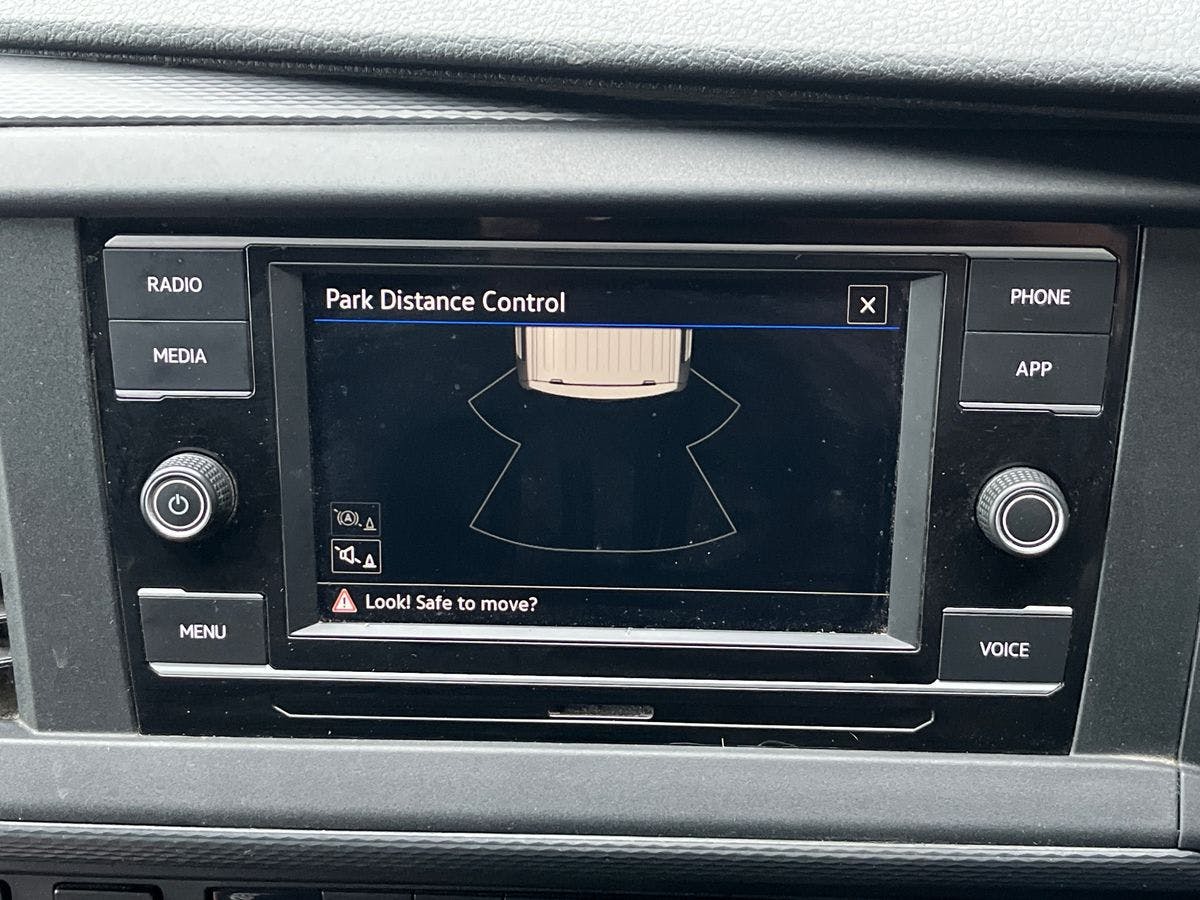 RADIO
MEDIA
Park Distance Control
X
PHONE
APP
A
Look! Safe to move?
MENU
VOICE